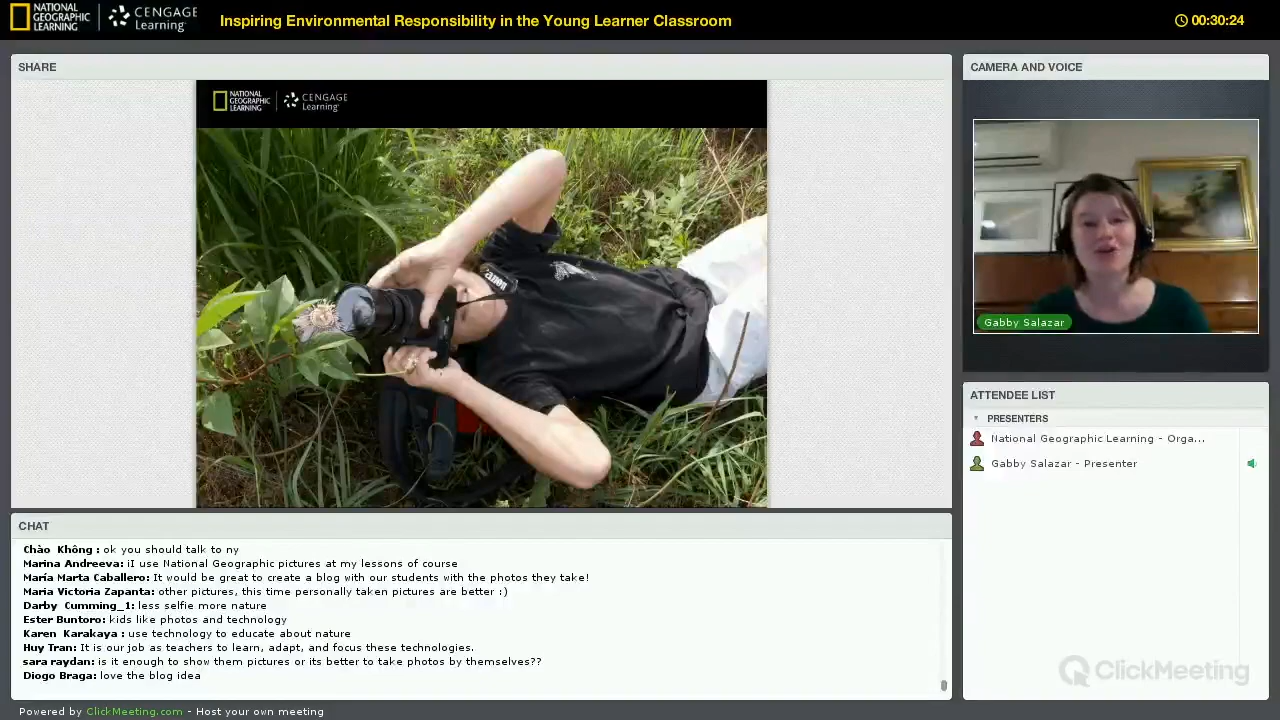 NATIONAL GEOGRAPHIC LEARNING
CENGAGE Learning®
Inspiring Environmental Responsibility in the Young Learner Classroom
00:30:24
SHARE
NATIONAL GEOGRAPHIC LEARNING
CENGAGE Learning®
Canon
CAMERA AND VOICE
Gabby Salazar
ATTENDEE LIST
PRESENTERS
National Geographic Learning - Orga...
Gabby Salazar - Presenter
CHAT
Chào Không : ok you should talk to ny
Marina Andreeva: iI use National Geographic pictures at my lessons of course
María Marta Caballero: It would be great to create a blog with our students with the photos they take!
Maria Victoria Zapanta: other pictures, this time personally taken pictures are better :)
Darby Cumming_1: less selfie more nature
Ester Buntoro: kids like photos and technology
Karen Karakaya : use technology to educate about nature
Huy Tran: It is our job as teachers to learn, adapt, and focus these technologies.
sara raydan: is it enough to show them pictures or its better to take photos by themselves??
Diogo Braga: love the blog idea
ClickMeeting
Powered by ClickMeeting.com - Host your own meeting